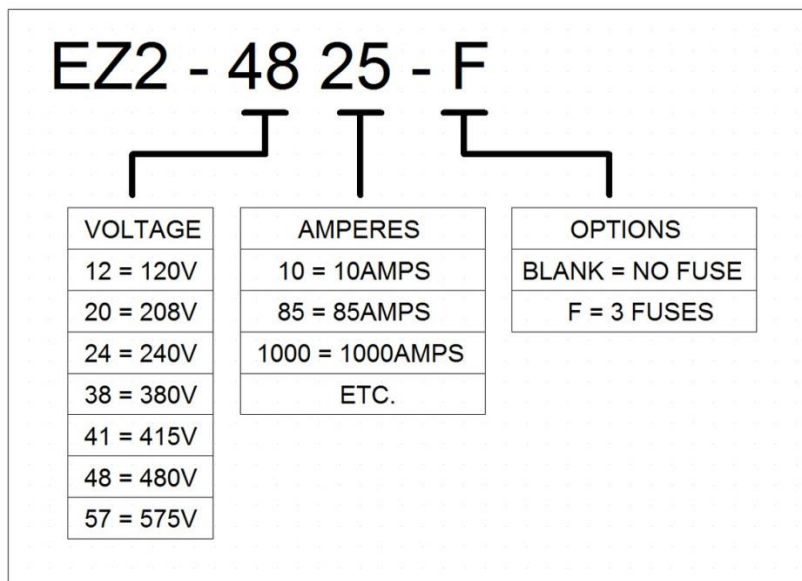 EZ2 - 48 25 - F
VOLTAGE
12 = 120V
20 = 208V
24 = 240V
38 = 380V
41 = 415V
48 = 480V
57 = 575V
AMPERES
10 = 10AMPS
85 = 85AMPS
1000 = 1000AMPS
ETC.
OPTIONS
BLANK = NO FUSE
F = 3 FUSES